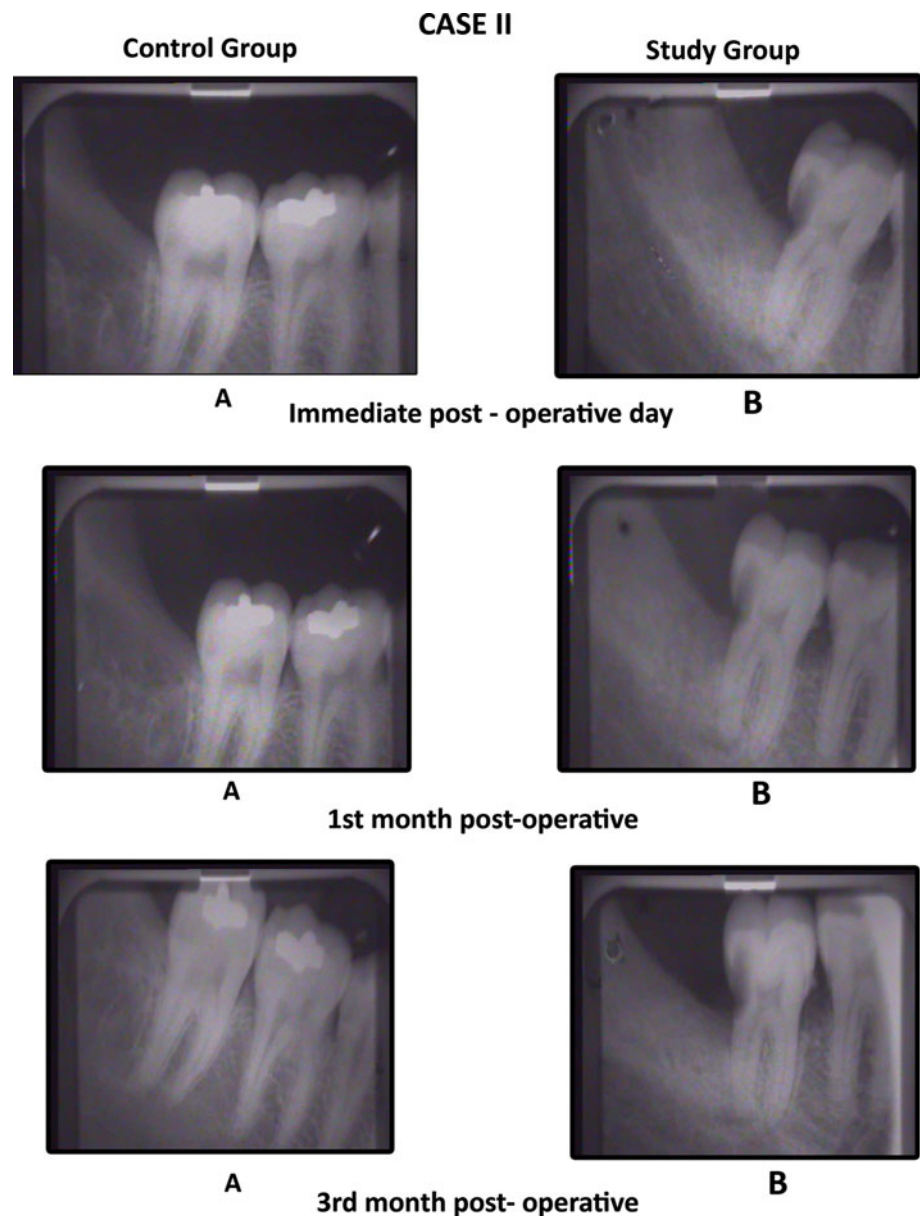 CASE II
Control Group
Study Group
A
B
Immediate post - operative day
A
B
1st month post-operative
A
B
3rd month post- operative